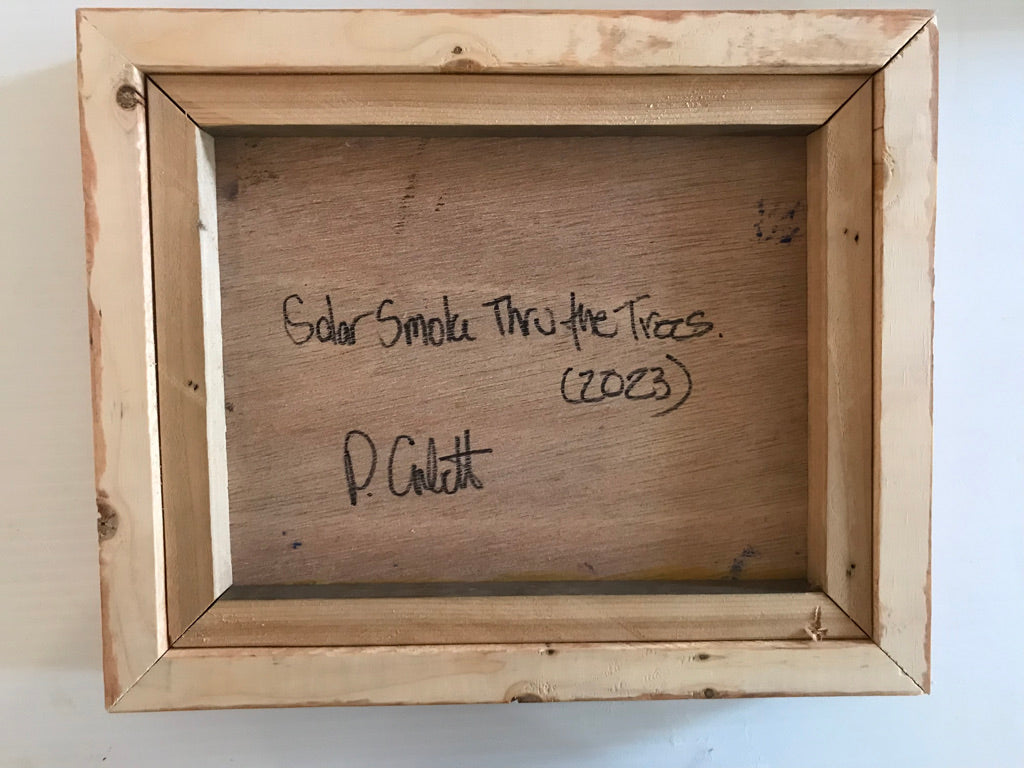 Solar Smoke Thru the Trees.
(2023)
P.